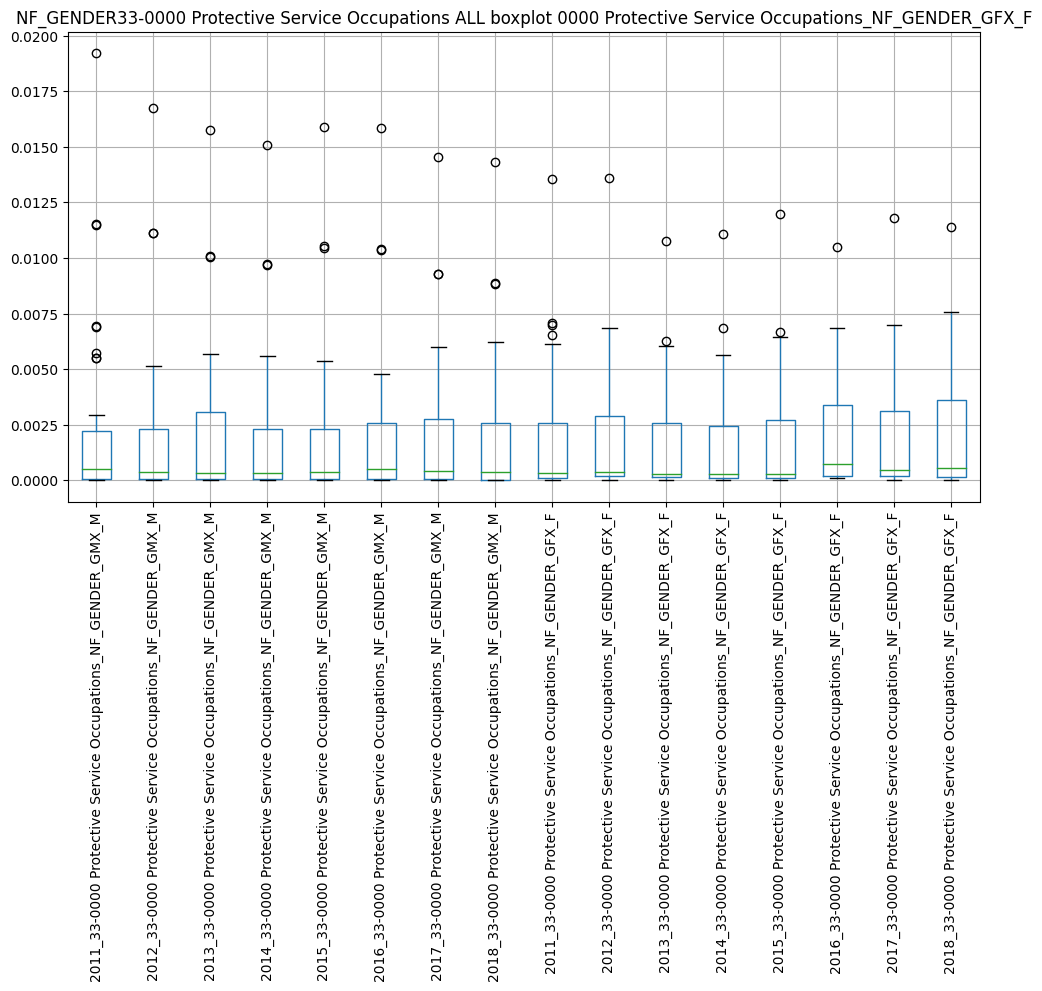 NF_GENDER33-0000 Protective Service Occupations ALL boxplot 0000 Protective Service Occupations_NF_GENDER_GFX_F
0.0200
0.0175
0.0150
0.0125
0.0100
0.0075
0.0050
0.0025
0.0000
2011_33-0000 Protective Service Occupations_NF_GENDER_GMX_M
2012_33-0000 Protective Service Occupations_NF_GENDER_GMX_M
2013_33-0000 Protective Service Occupations_NF_GENDER_GMX_M
2014_33-0000 Protective Service Occupations_NF_GENDER_GMX_M
2015_33-0000 Protective Service Occupations_NF_GENDER_GMX_M
2016_33-0000 Protective Service Occupations_NF_GENDER_GMX_M
2017_33-0000 Protective Service Occupations_NF_GENDER_GMX_M
2018_33-0000 Protective Service Occupations_NF_GENDER_GMX_M
2011_33-0000 Protective Service Occupations_NF_GENDER_GFX_F
2012_33-0000 Protective Service Occupations_NF_GENDER_GFX_F
2013_33-0000 Protective Service Occupations_NF_GENDER_GFX_F
2014_33-0000 Protective Service Occupations_NF_GENDER_GFX_F
2015_33-0000 Protective Service Occupations_NF_GENDER_GFX_F
2016_33-0000 Protective Service Occupations_NF_GENDER_GFX_F
2017_33-0000 Protective Service Occupations_NF_GENDER_GFX_F
2018_33-0000 Protective Service Occupations_NF_GENDER_GFX_F